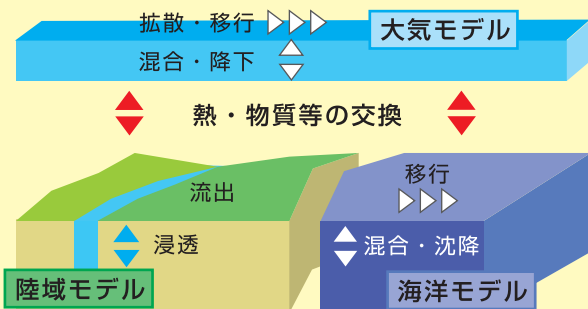 拡散・移行
大気モデル
混合・降下
熱・物質等の交換
移行
流出
浸透
混合・沈降
陸域モデル
海洋モデル